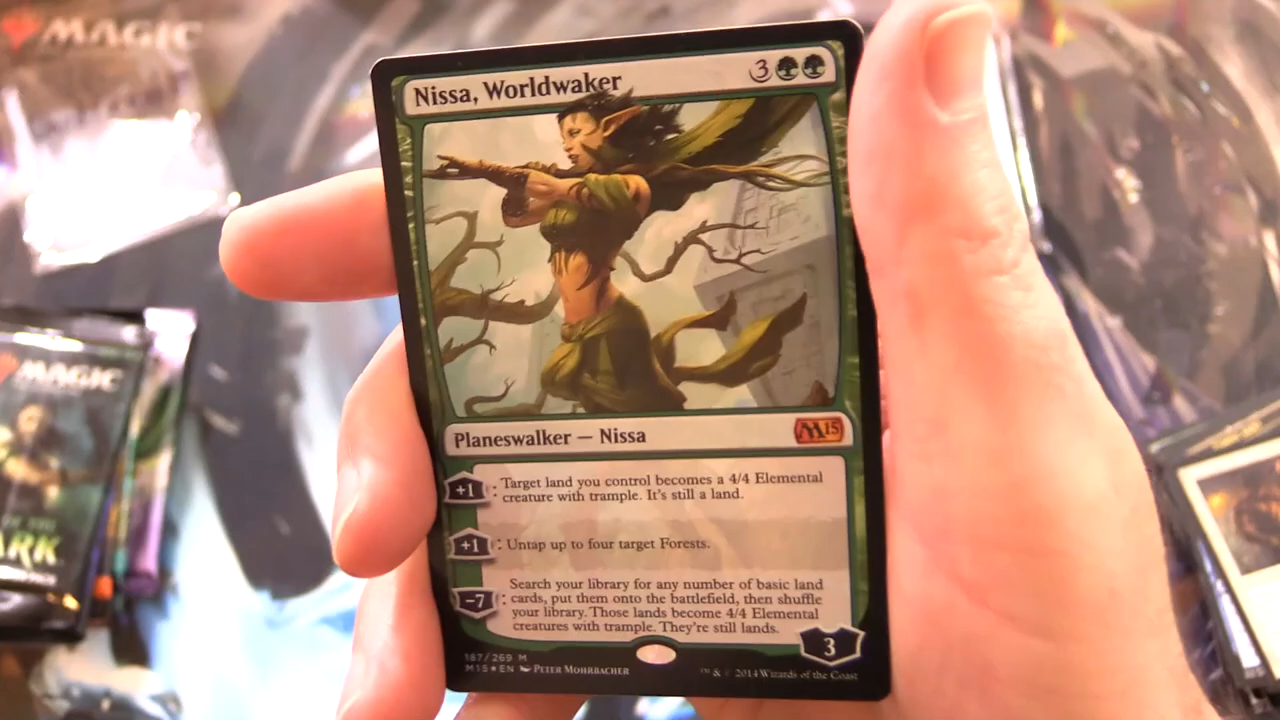 MAGIC
Nissa, Worldwaker
3
Planeswalker — Nissa
M15
+1 : Target land you control becomes a 4/4 Elemental
creature with trample. It's still a land.
+1 : Untap up to four target Forests.
Search your library for any number of basic land
-7 : cards, put them onto the battlefield, then shuffle
your library. Those lands become 4/4 Elemental
creatures with trample. They're still lands.
3
187/269 M
M15★EN PETER MOHRBACHER
™ & © 2014 Wizards of the Coast
MAGIC
ARK